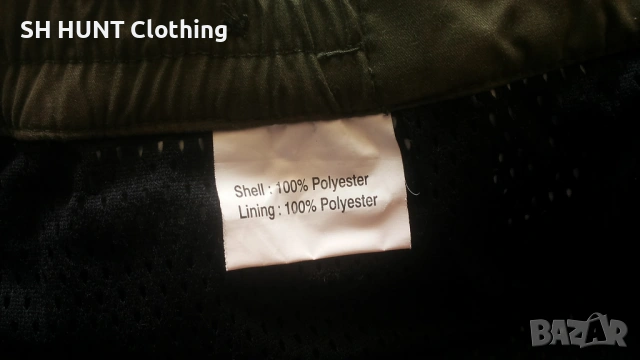 SH HUNT Clothing
Shell : 100% Polyester
Lining : 100% Polyester
BAZAR